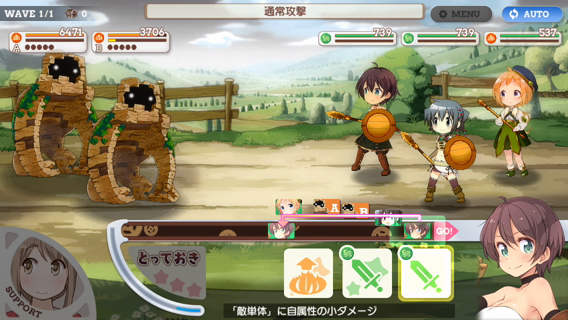 WAVE 1/1
0
通常攻撃
MENU
AUTO
6471
3706
739
739
537
A
B
A
B
GO!
とっておき
SUPPORT
「敵単体」に自属性の小ダメージ